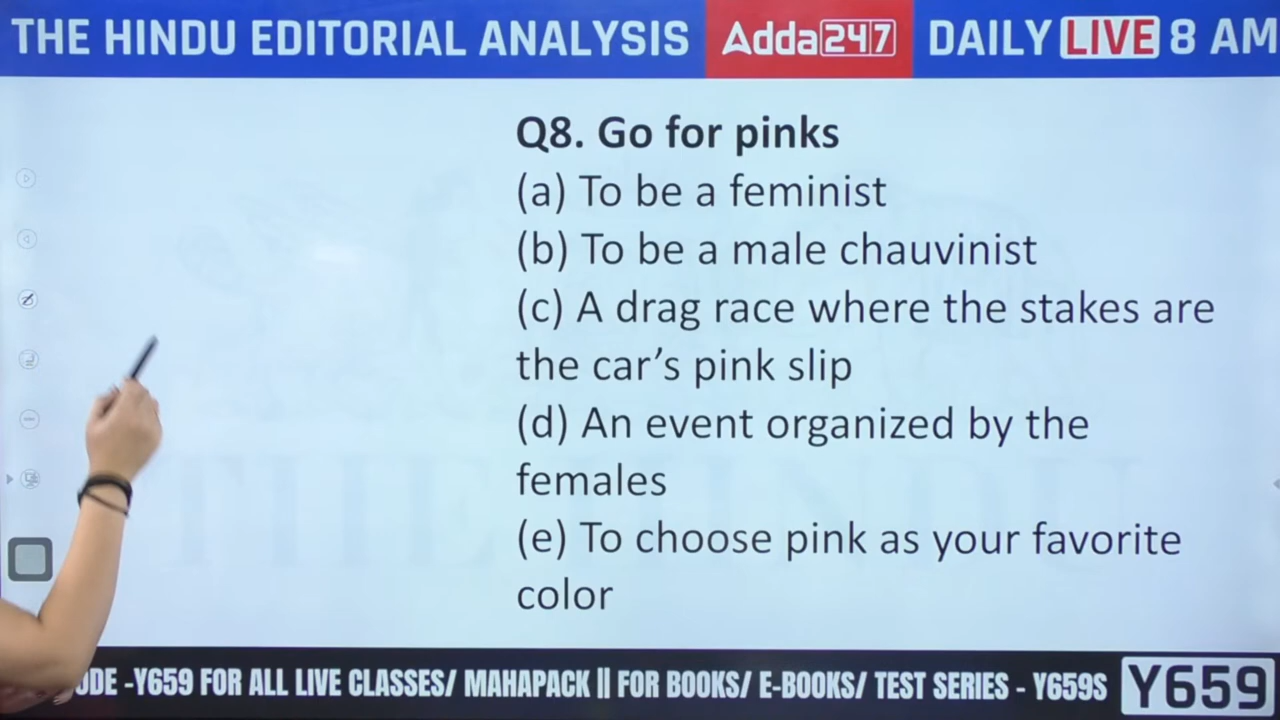 THE HINDU EDITORIAL ANALYSIS Adda247 DAILY LIVE 8 AM
Q8. Go for pinks
(a) To be a feminist
(b) To be a male chauvinist
(c) A drag race where the stakes are
the car’s pink slip
(d) An event organized by the
females
(e) To choose pink as your favorite
color
THE HINDU
-Y659 FOR ALL LIVE CLASSES/ MAHAPACK || FOR BOOKS/ E-BOOKS/ TEST SERIES - Y659S Y659